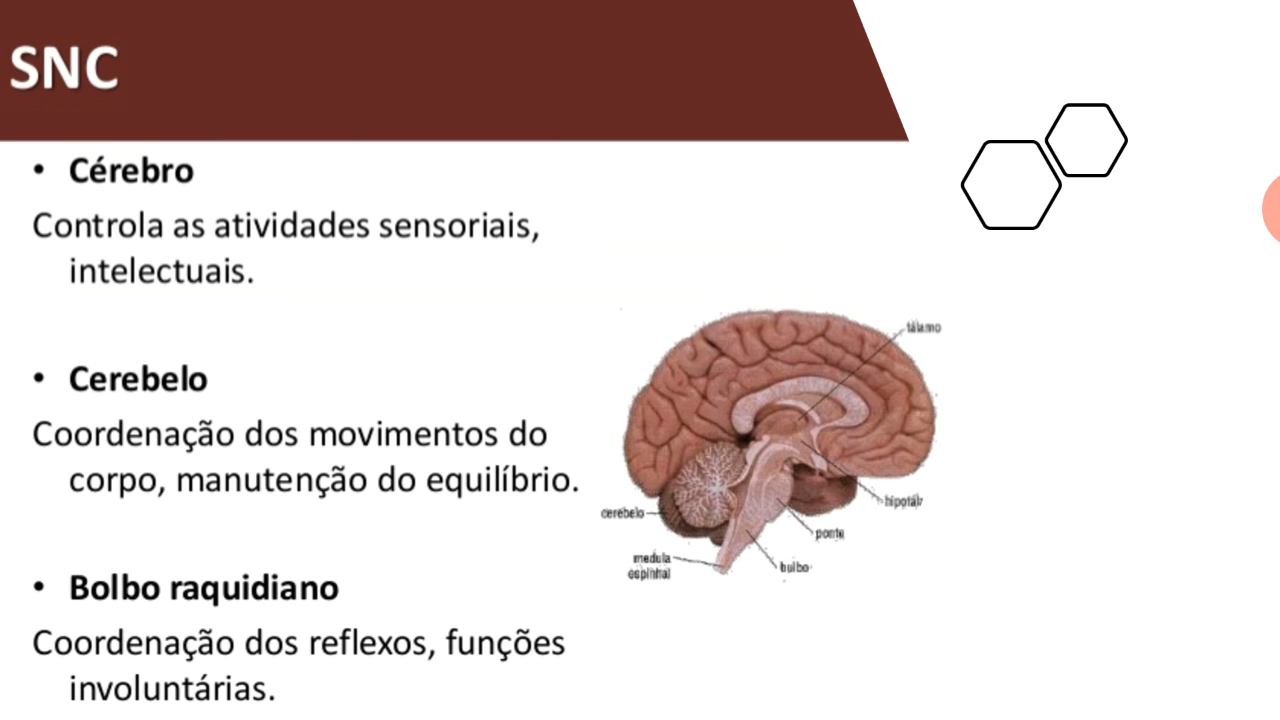 SNC
• Cérebro
Controla as atividades sensoriais,
intelectuais.
• Cerebelo
Coordenação dos movimentos do
corpo, manutenção do equilíbrio.
• Bolbo raquidiano
Coordenação dos reflexos, funções
involuntárias.
tálamo
hipotálr
ponte
bulbo
cerebelo
medula
espinhal